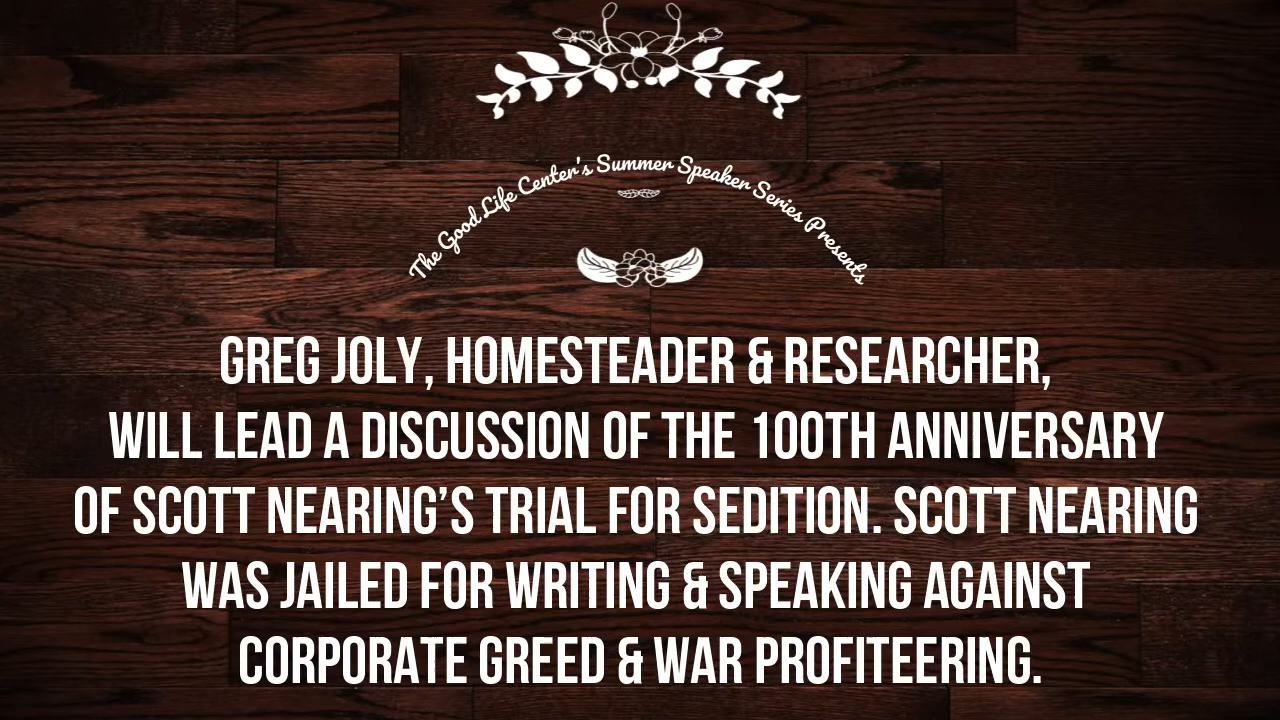 The Good Life Center's Summer Speaker Series Presents
GREG JOLY, HOMESTEADER & RESEARCHER,
WILL LEAD A DISCUSSION OF THE 100TH ANNIVERSARY
OF SCOTT NEARING’S TRIAL FOR SEDITION. SCOTT NEARING
WAS JAILED FOR WRITING & SPEAKING AGAINST
CORPORATE GREED & WAR PROFITEERING.